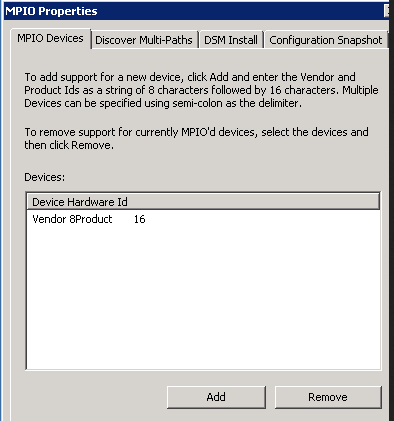 MPIO Properties
MPIO Devices Discover Multi-Paths DSM Install Configuration Snapshot
To add support for a new device, click Add and enter the Vendor and
Product Ids as a string of 8 characters followed by 16 characters. Multiple
Devices can be specified using semi-colon as the delimiter.
To remove support for currently MPIO'd devices, select the devices and
then click Remove.
Devices:
Device Hardware Id
Vendor 8Product 16
Add Remove